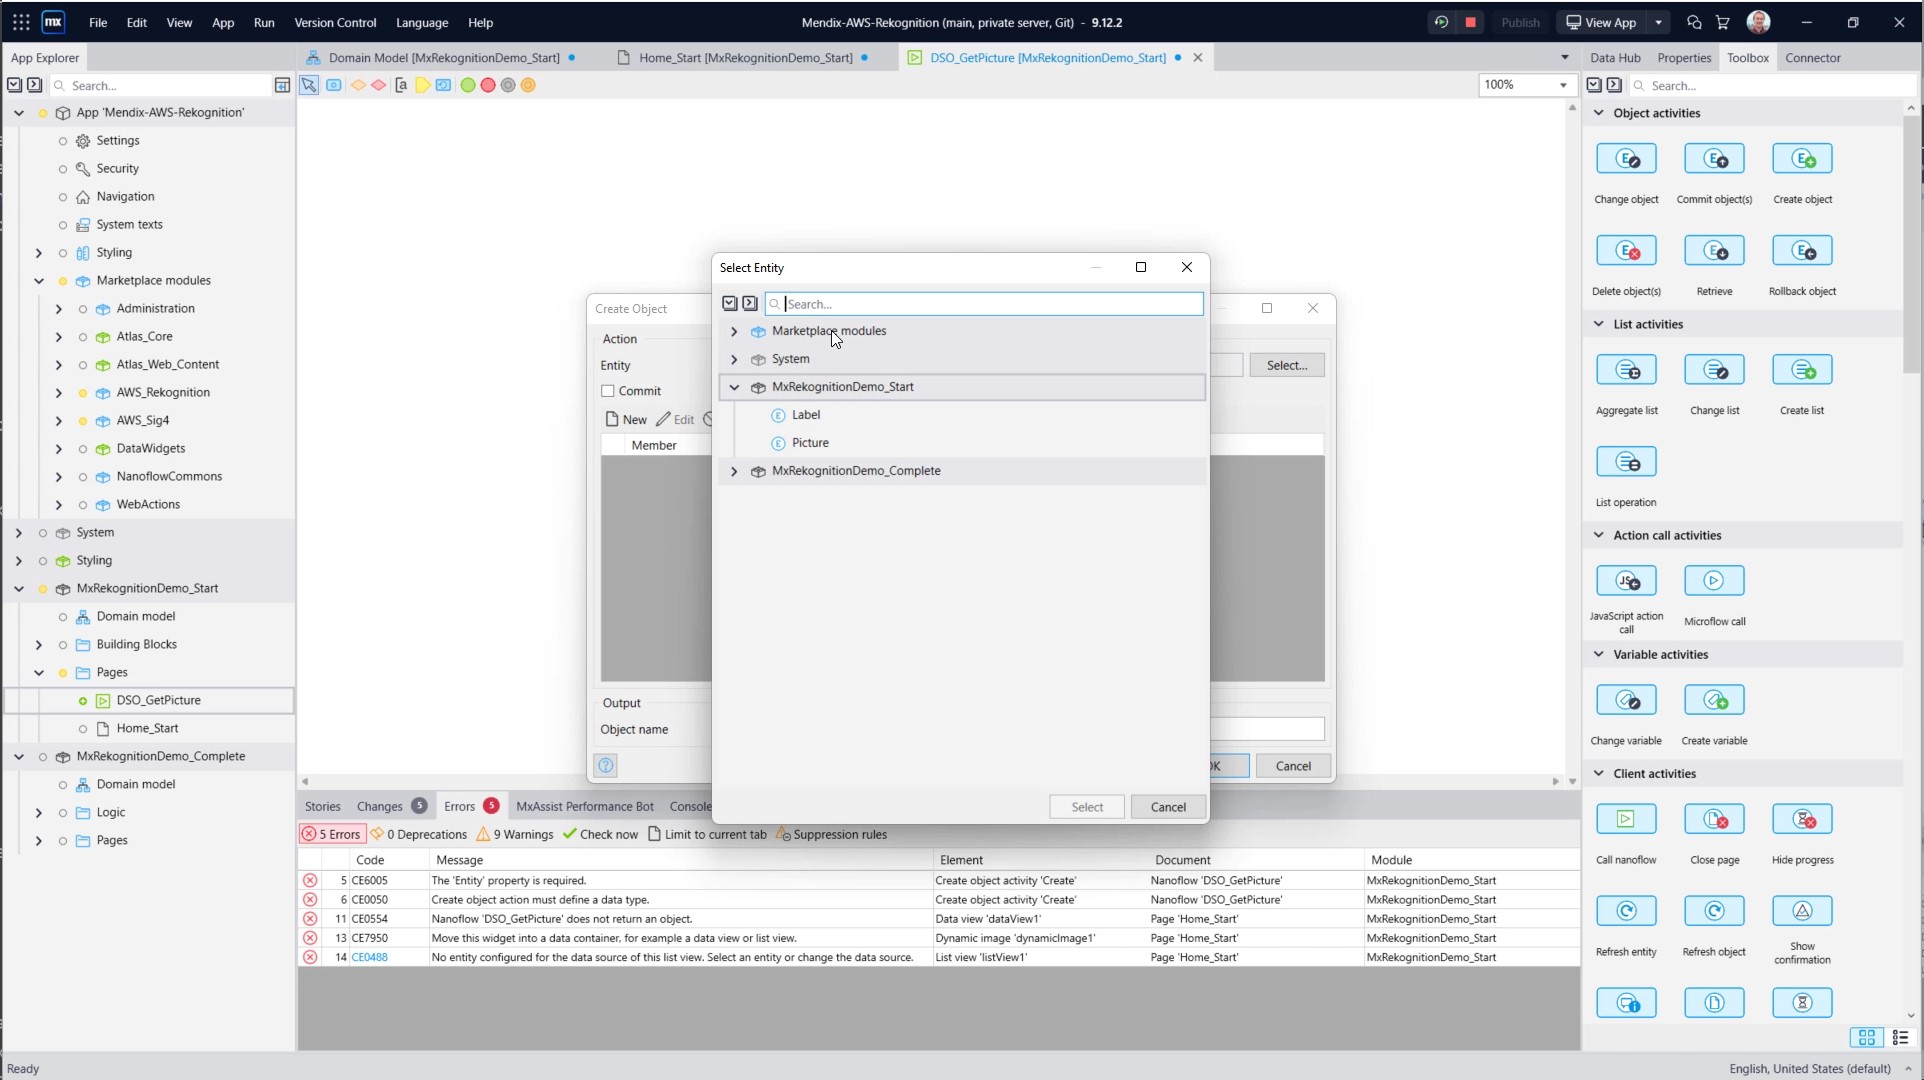 mx File Edit View App Run Version Control Language Help
Mendix-AWS-Rekognition (main, private server, Git) - 9.12.2
Publish View App
App Explorer
Domain Model [MxRekognitionDemo_Start]
Home_Start [MxRekognitionDemo_Start]
DSO_GetPicture [MxRekognitionDemo_Start]
Data Hub Properties Toolbox Connector
Search...
100%
Search...
App 'Mendix-AWS-Rekognition'
Settings
Security
Navigation
System texts
Styling
Marketplace modules
Administration
Atlas_Core
Atlas_Web_Content
AWS_Rekognition
AWS_Sig4
DataWidgets
NanoflowCommons
WebActions
System
Styling
MxRekognitionDemo_Start
Domain model
Building Blocks
Pages
DSO_GetPicture
Home_Start
MxRekognitionDemo_Complete
Domain model
Logic
Pages
Create Object
Action
Entity
Select...
Commit
New Edit
Member
Output
Object name
OK
Cancel
Select Entity
Search...
Marketplace modules
System
MxRekognitionDemo_Start
Label
Picture
MxRekognitionDemo_Complete
Select
Cancel
Object activities
Change object
Commit object(s)
Create object
Delete object(s)
Retrieve
Rollback object
List activities
Aggregate list
Change list
Create list
List operation
Action call activities
JavaScript action
call
Microflow call
Variable activities
Change variable
Create variable
Client activities
Call nanoflow
Close page
Hide progress
Refresh entity
Refresh object
Show
confirmation
Stories Changes 5 Errors 5 MxAssist Performance Bot Console
5 Errors 0 Deprecations 9 Warnings Check now Limit to current tab Suppression rules
Code Message Element Document Module
5 CE6005 The 'Entity' property is required. Create object activity 'Create' Nanoflow 'DSO_GetPicture' MxRekognitionDemo_Start
6 CE0050 Create object action must define a data type. Create object activity 'Create' Nanoflow 'DSO_GetPicture' MxRekognitionDemo_Start
11 CE0554 Nanoflow 'DSO_GetPicture' does not return an object. Data view 'dataView1' Page 'Home_Start' MxRekognitionDemo_Start
13 CE7950 Move this widget into a data container, for example a data view or list view. Dynamic image 'dynamicImage1' Page 'Home_Start' MxRekognitionDemo_Start
14 CE0488 No entity configured for the data source of this list view. Select an entity or change the data source. List view 'listView1' Page 'Home_Start' MxRekognitionDemo_Start
Ready
English, United States (default)